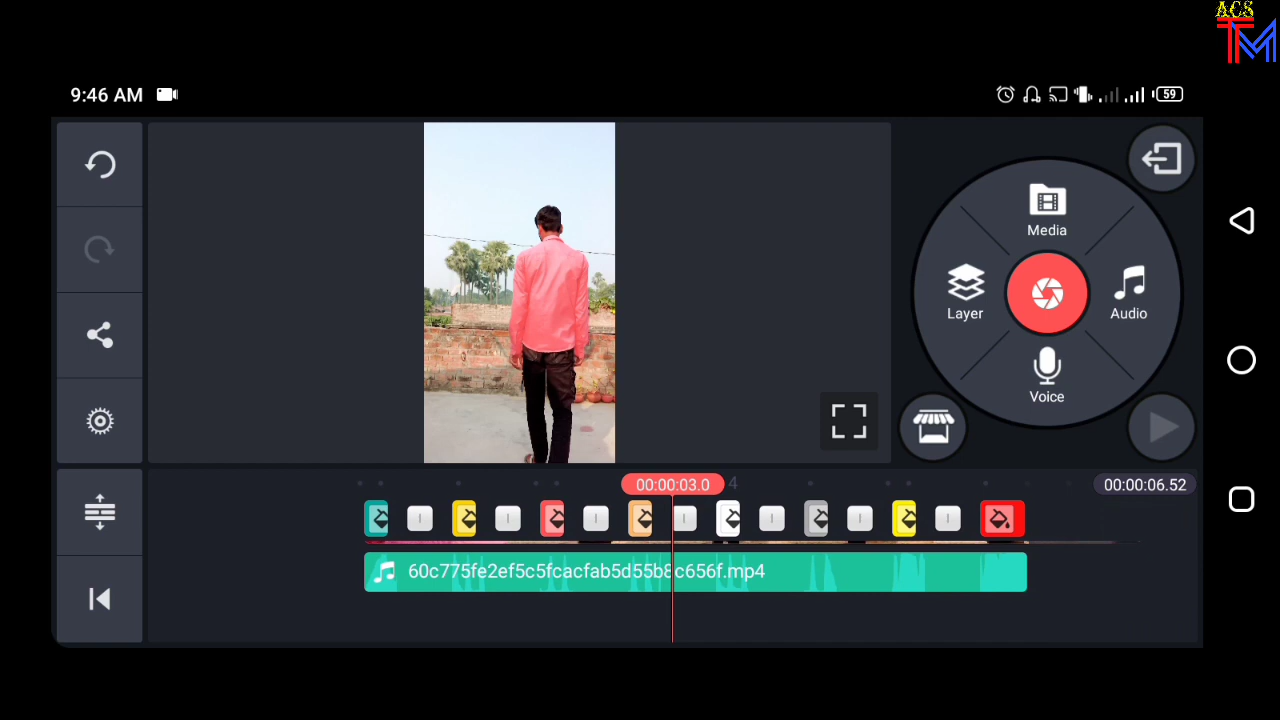 ACS
TM
9:46 AM
59
Media
Layer
Audio
Voice
00:00:03.0
4
00:00:06.52
60c775fe2ef5c5fcacfab5d55b8c656f.mp4